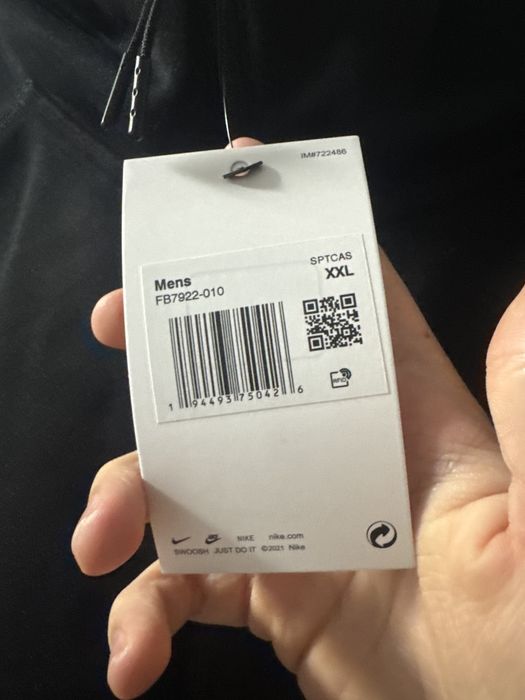 IM#722486
SPTCAS
Mens XXL
FB7922-010
1 94493 75042 6
RFID
NIKE nike.com
SWOOSH JUST DO IT ©2021 Nike